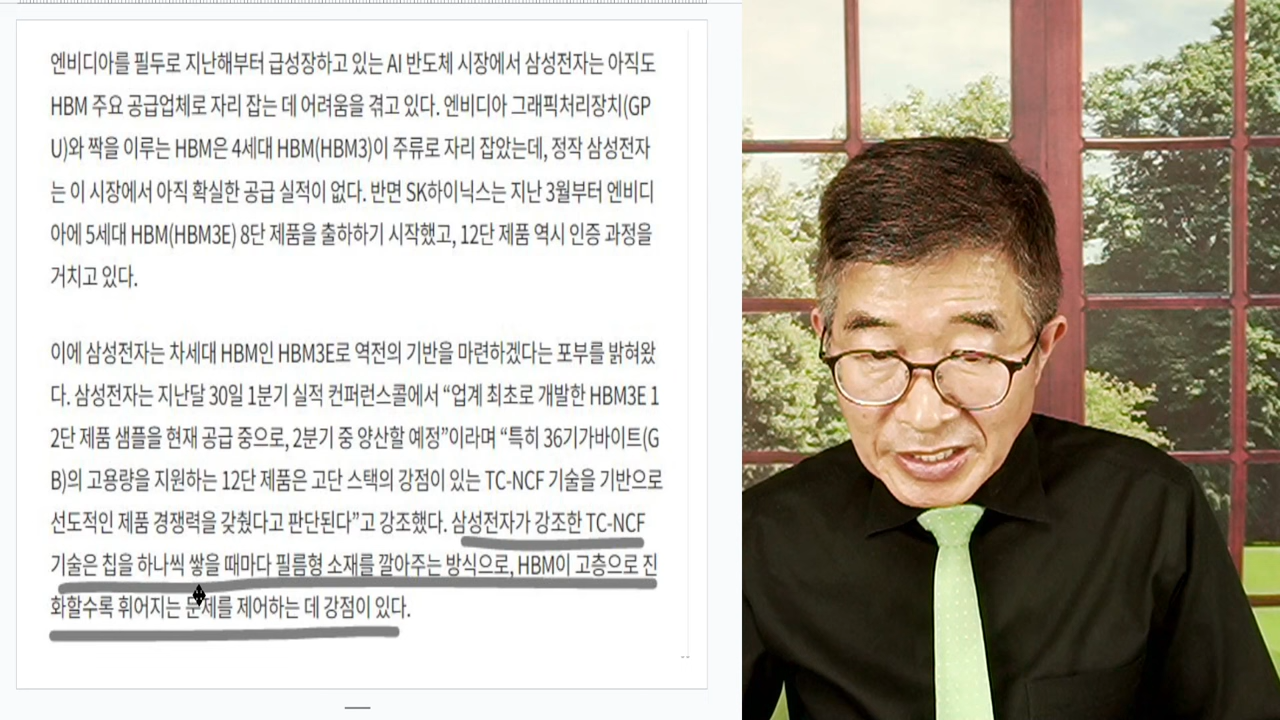 엔비디아를 필두로 지난해부터 급성장하고 있는 AI 반도체 시장에서 삼성전자는 아직도
HBM 주요 공급업체로 자리 잡는 데 어려움을 겪고 있다. 엔비디아 그래픽처리장치(GP
U)와 짝을 이루는 HBM은 4세대 HBM(HBM3)이 주류로 자리 잡았는데, 정작 삼성전자
는 이 시장에서 아직 확실한 공급 실적이 없다. 반면 SK하이닉스는 지난 3월부터 엔비디
아에 5세대 HBM(HBM3E) 8단 제품을 출하하기 시작했고, 12단 제품 역시 인증 과정을
거치고 있다.
이에 삼성전자는 차세대 HBM인 HBM3E로 역전의 기반을 마련하겠다는 포부를 밝혀왔
다. 삼성전자는 지난달 30일 1분기 실적 컨퍼런스콜에서 “업계 최초로 개발한 HBM3E 1
2단 제품 샘플을 현재 공급 중으로, 2분기 중 양산할 예정”이라며 “특히 36기가바이트(G
B)의 고용량을 지원하는 12단 제품은 고단 스택의 강점이 있는 TC-NCF 기술을 기반으로
선도적인 제품 경쟁력을 갖췄다고 판단된다”고 강조했다. 삼성전자가 강조한 TC-NCF
기술은 칩을 하나씩 쌓을 때마다 필름형 소재를 깔아주는 방식으로, HBM이 고층으로 진
화할수록 휘어지는 문제를 제어하는 데 강점이 있다.